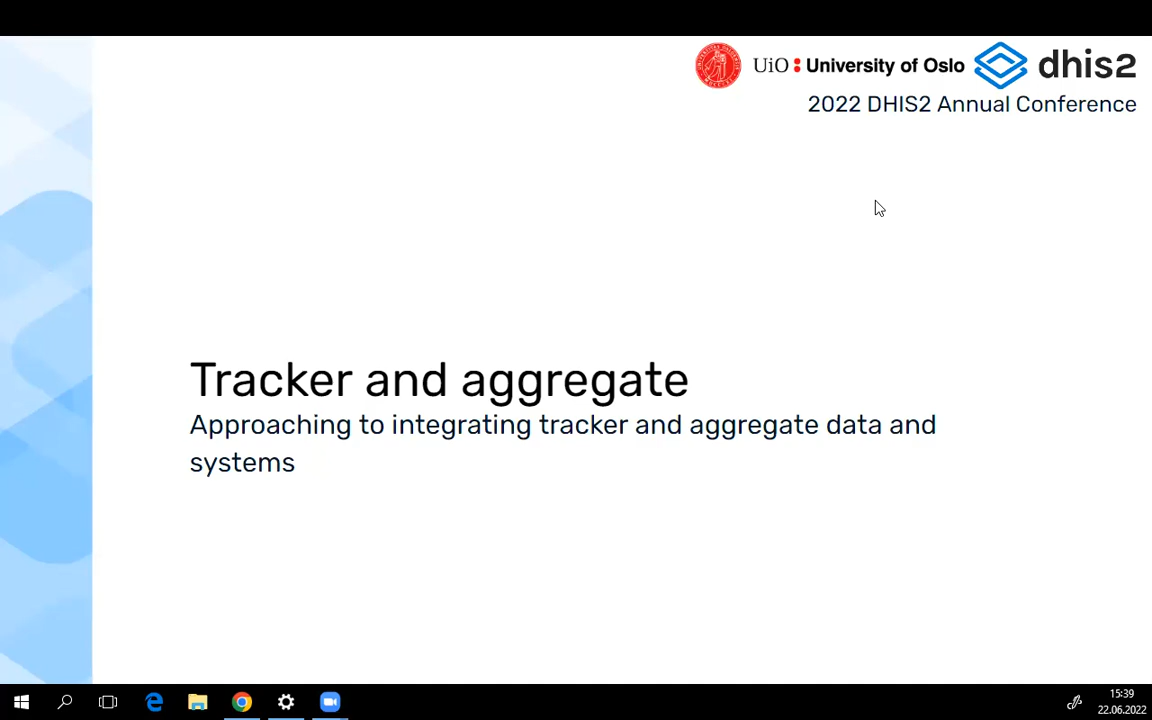 UiO : University of Oslo dhis2
2022 DHIS2 Annual Conference
Tracker and aggregate
Approaching to integrating tracker and aggregate data and
systems
15:39
22.06.2022